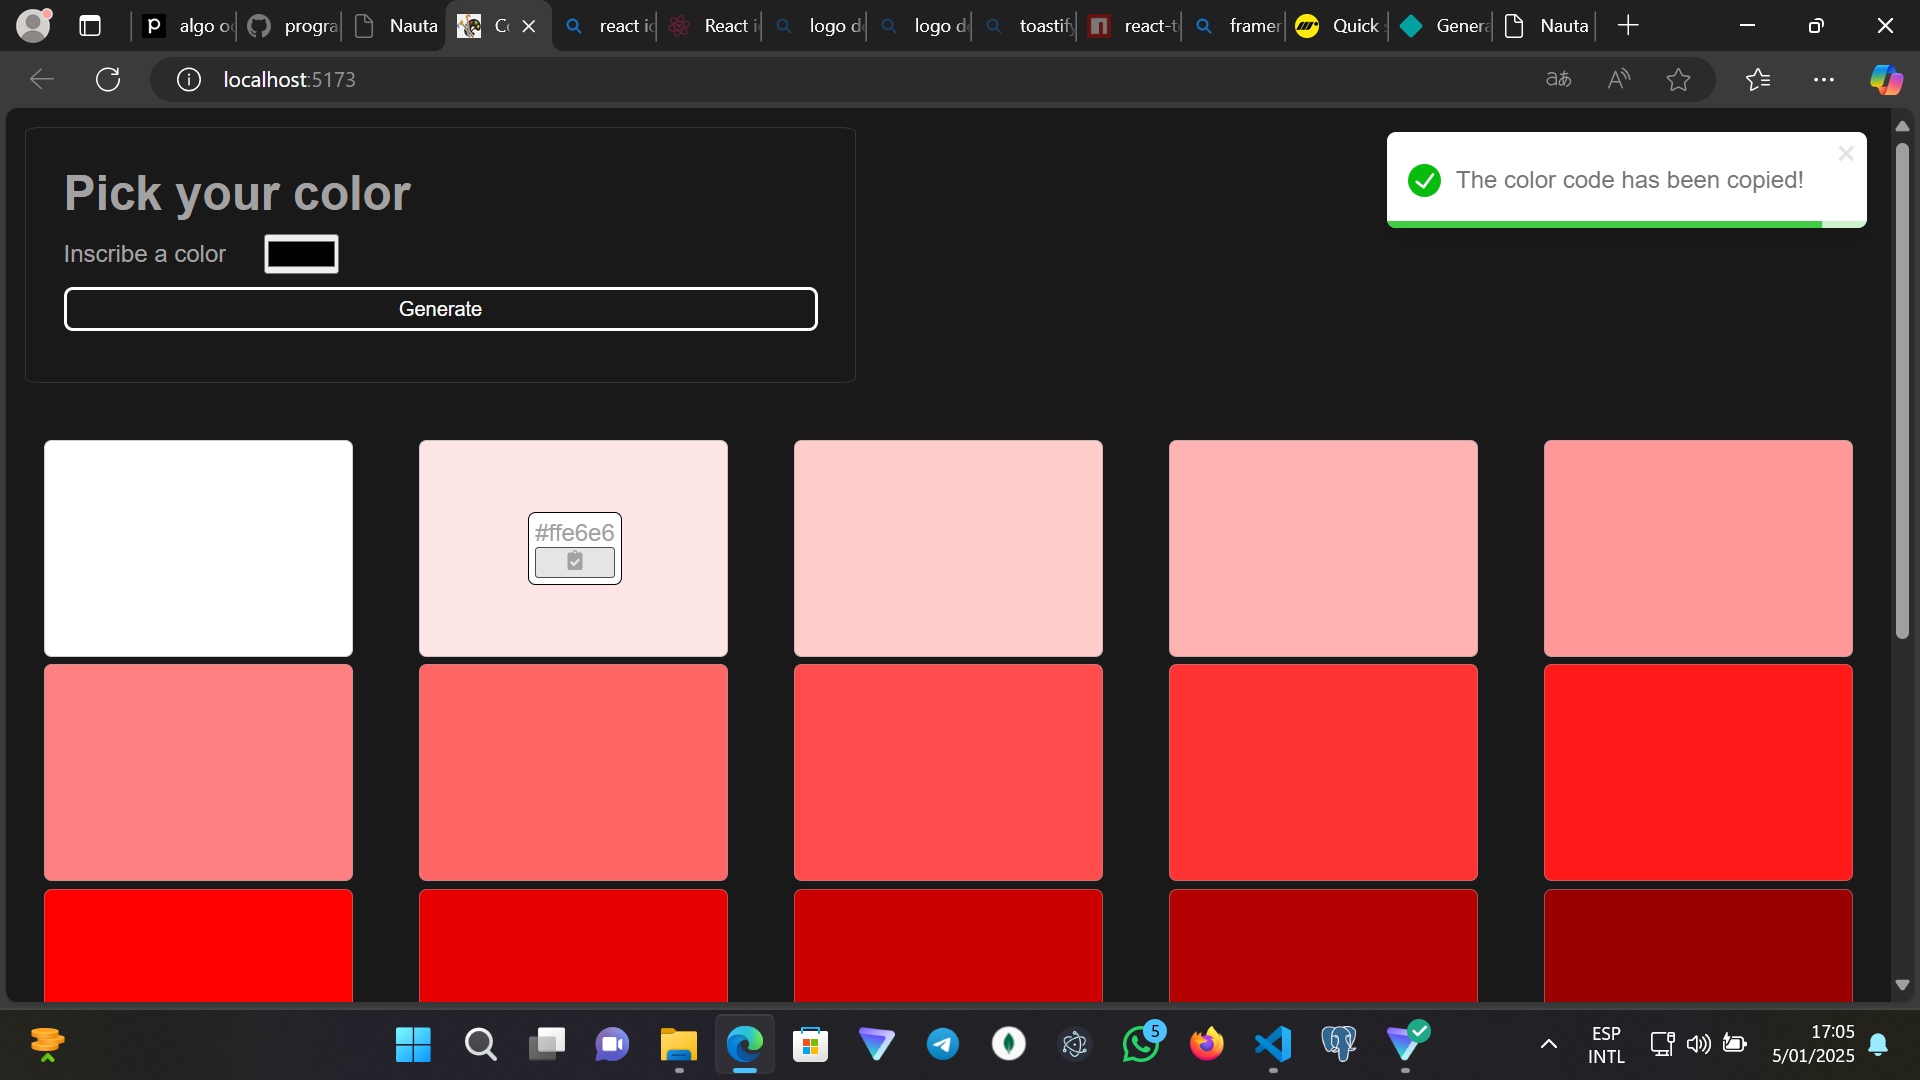 algo o
progra
Nauta
C
react ic
React i
logo d
logo d
toastify
react-t
framer
Quick s
Genera
Nauta
localhost:5173
Pick your color
Inscribe a color
Generate
The color code has been copied!
#ffe6e6
5
ESP
INTL
17:05
5/01/2025